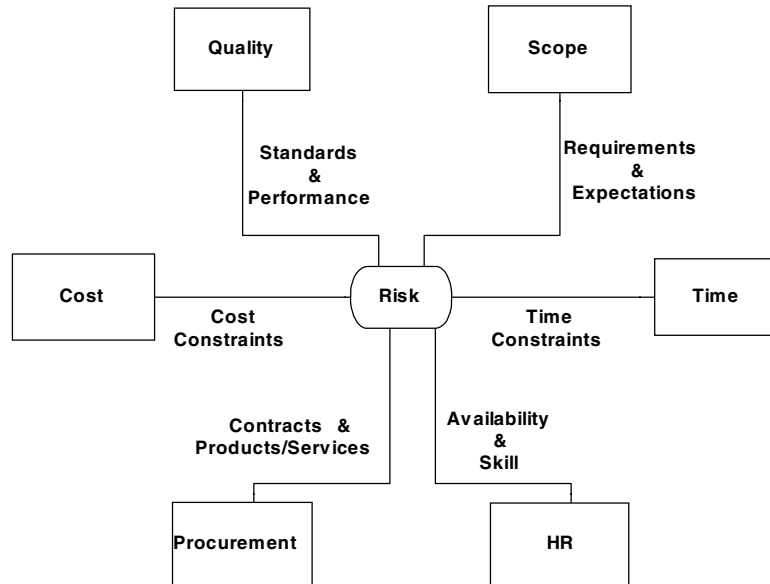 Quality
Scope
Standards
&
Performance
Requirements
&
Expectations
Cost
Risk
Time
Cost
Constraints
Time
Constraints
Contracts &
Products/Services
Availability
&
Skill
Procurement
HR